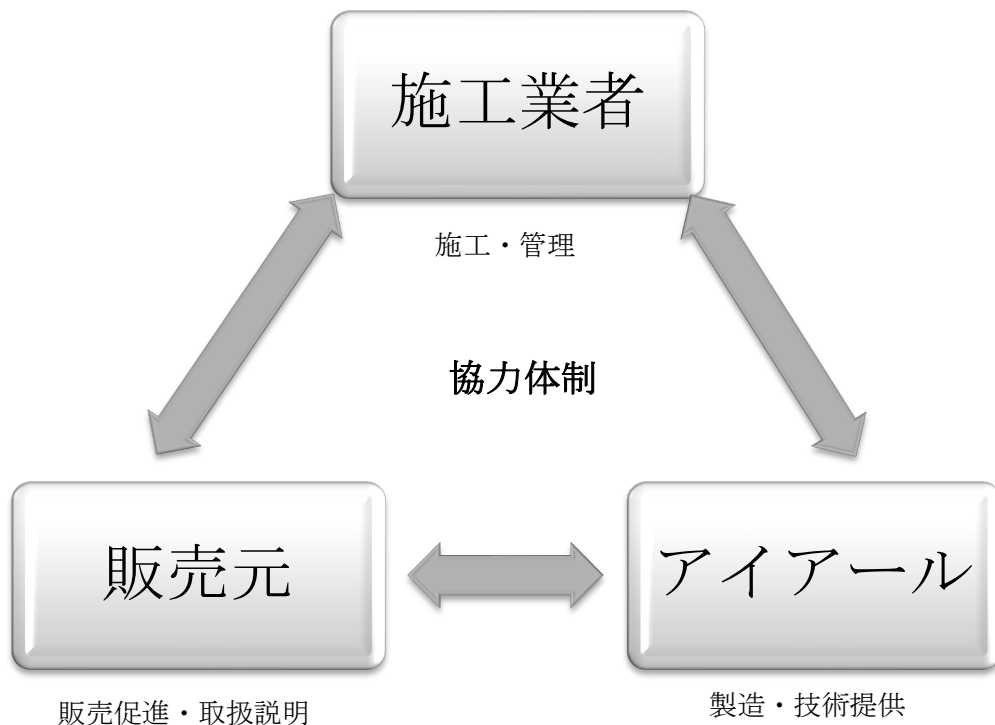 施工業者
施工・管理
協力体制
販売元
アイアール
販売促進・取扱説明
製造・技術提供